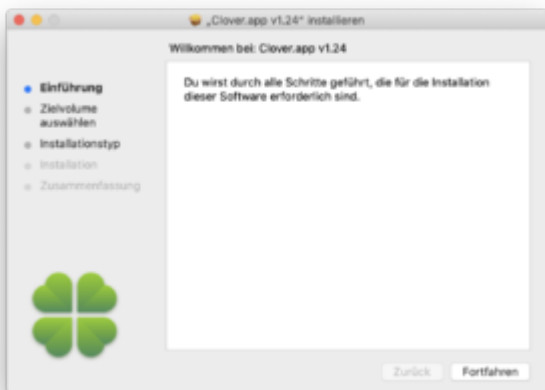 „Clover.app v1.24“ installieren
Willkommen bei: Clover.app v1.24
Einführung
Zielvolume
auswählen
Installationstyp
Installation
Zusammenfassung
Du wirst durch alle Schritte geführt, die für die Installation
dieser Software erforderlich sind.
Zurück
Fortfahren